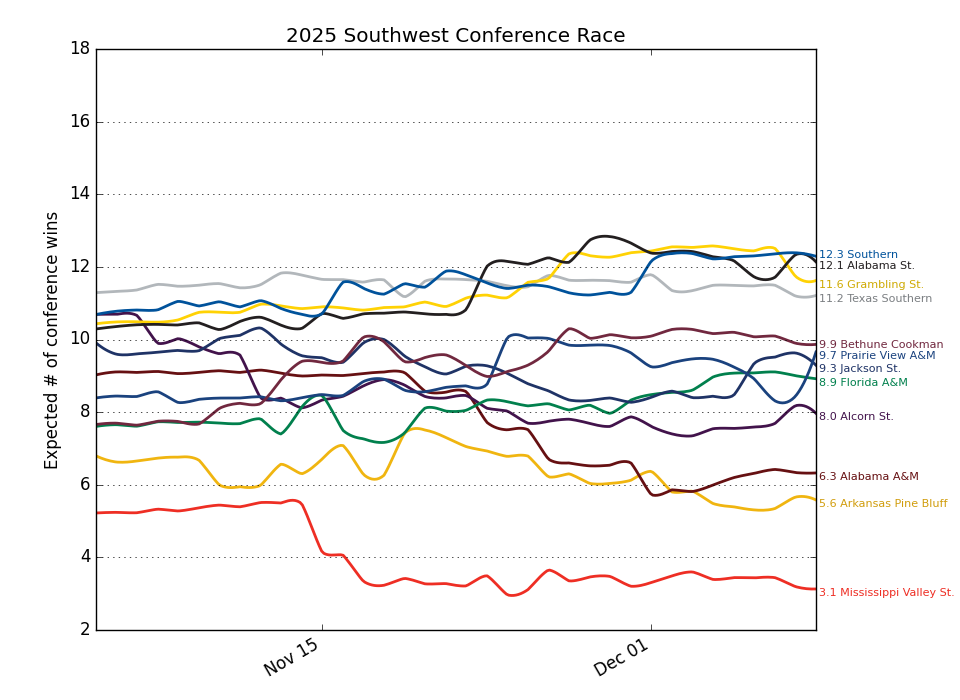 2025 Southwest Conference Race
Expected # of conference wins
18
16
14
12
10
8
6
4
2
Nov 15
Dec 01
12.3 Southern
12.1 Alabama St.
11.6 Grambling St.
11.2 Texas Southern
9.9 Bethune Cookman
9.7 Prairie View A&M
9.3 Jackson St.
8.9 Florida A&M
8.0 Alcorn St.
6.3 Alabama A&M
5.6 Arkansas Pine Bluff
3.1 Mississippi Valley St.